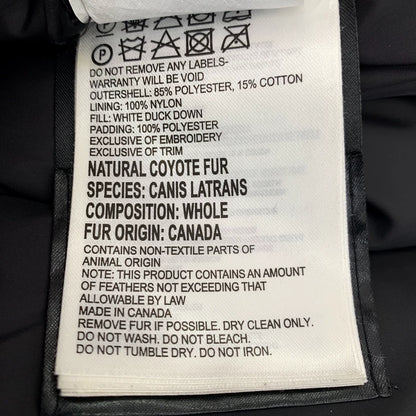 DO NOT REMOVE ANY LABELS-
WARRANTY WILL BE VOID
OUTERSHELL: 85% POLYESTER, 15% COTTON
LINING: 100% NYLON
FILL: WHITE DUCK DOWN
PADDING: 100% POLYESTER
EXCLUSIVE OF EMBROIDERY
EXCLUSIVE OF TRIM
NATURAL COYOTE FUR
SPECIES: CANIS LATRANS
COMPOSITION: WHOLE
FUR ORIGIN: CANADA
CONTAINS NON-TEXTILE PARTS OF
ANIMAL ORIGIN
NOTE: THIS PRODUCT CONTAINS AN AMOUNT
OF FEATHERS NOT EXCEEDING THAT
ALLOWABLE BY LAW
MADE IN CANADA
REMOVE FUR IF POSSIBLE. DRY CLEAN ONLY.
DO NOT WASH. DO NOT BLEACH.
DO NOT TUMBLE DRY. DO NOT IRON.